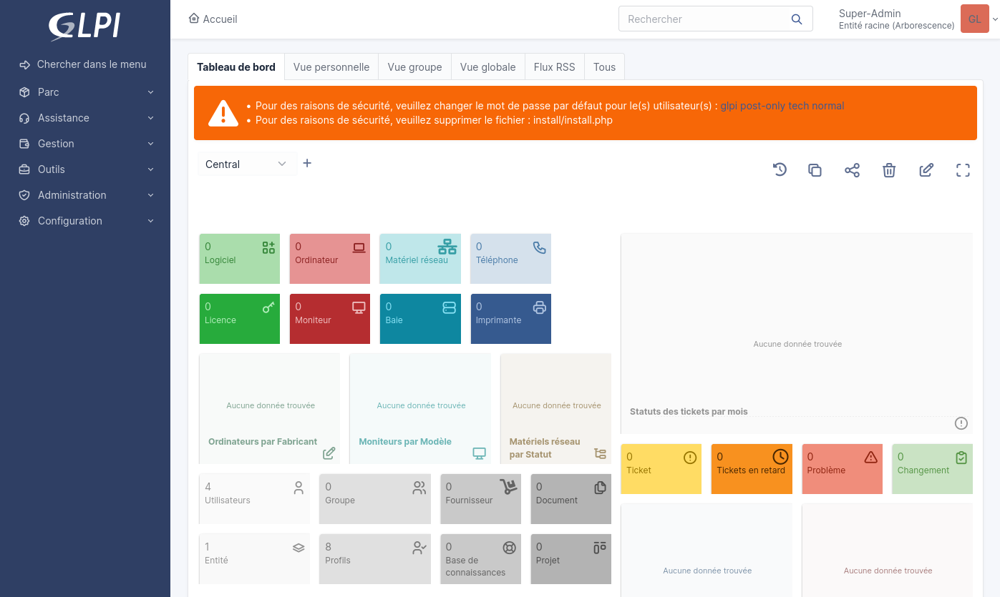 GLPI
Chercher dans le menu
Parc
Assistance
Gestion
Outils
Administration
Configuration
Accueil
Rechercher
Super-Admin
Entité racine (Arborescence)
GL
Tableau de bord
Vue personnelle
Vue groupe
Vue globale
Flux RSS
Tous
• Pour des raisons de sécurité, veuillez changer le mot de passe par défaut pour le(s) utilisateur(s) : glpi post-only tech normal
• Pour des raisons de sécurité, veuillez supprimer le fichier : install/install.php
Central
0
Logiciel
0
Ordinateur
0
Matériel réseau
0
Téléphone
0
Licence
0
Moniteur
0
Baie
0
Imprimante
Aucune donnée trouvée
Ordinateurs par Fabricant
Aucune donnée trouvée
Moniteurs par Modèle
Aucune donnée trouvée
Matériels réseau
par Statut
4
Utilisateurs
0
Groupe
0
Fournisseur
0
Document
1
Entité
8
Profils
0
Base de
connaissances
0
Projet
Aucune donnée trouvée
Statuts des tickets par mois
0
Ticket
0
Tickets en retard
0
Problème
0
Changement
Aucune donnée trouvée
Aucune donnée trouvée